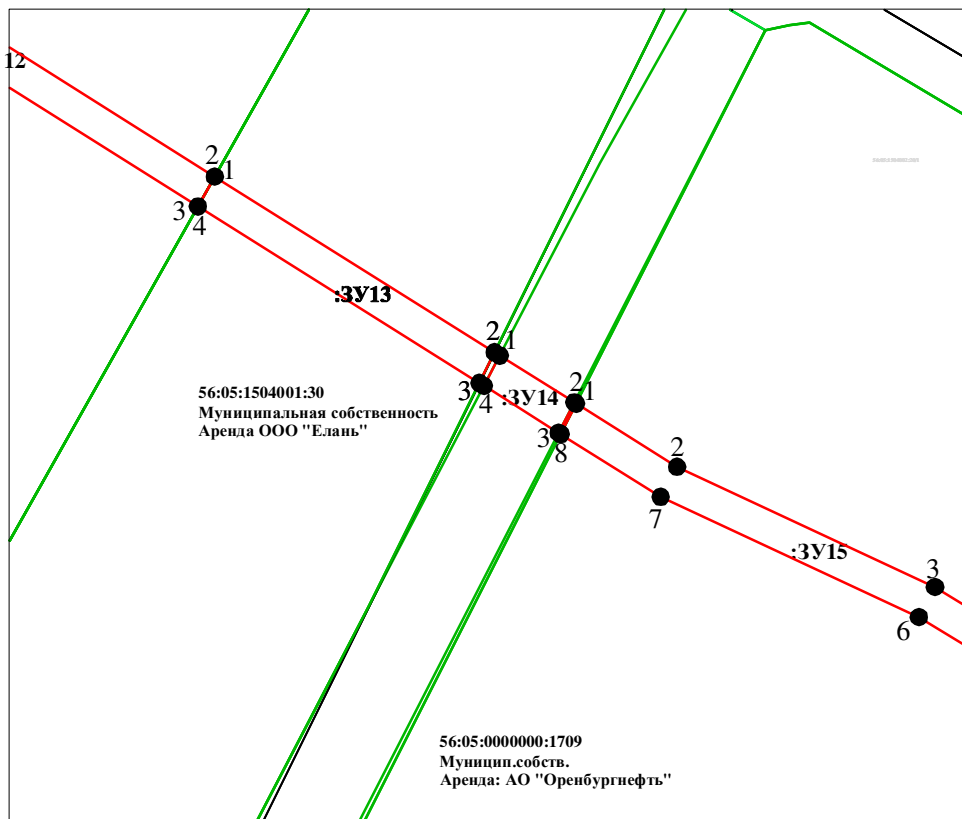 12
2
1
3
4
:ЗУ13
2
1
3
4
:ЗУ14
2
1
3
8
2
7
:ЗУ15
3
6
56:05:1504001:30
Муниципальная собственность
Аренда ООО "Елань"
56:05:0000000:1709
Муницип.собств.
Аренда: АО "Оренбургнефть"